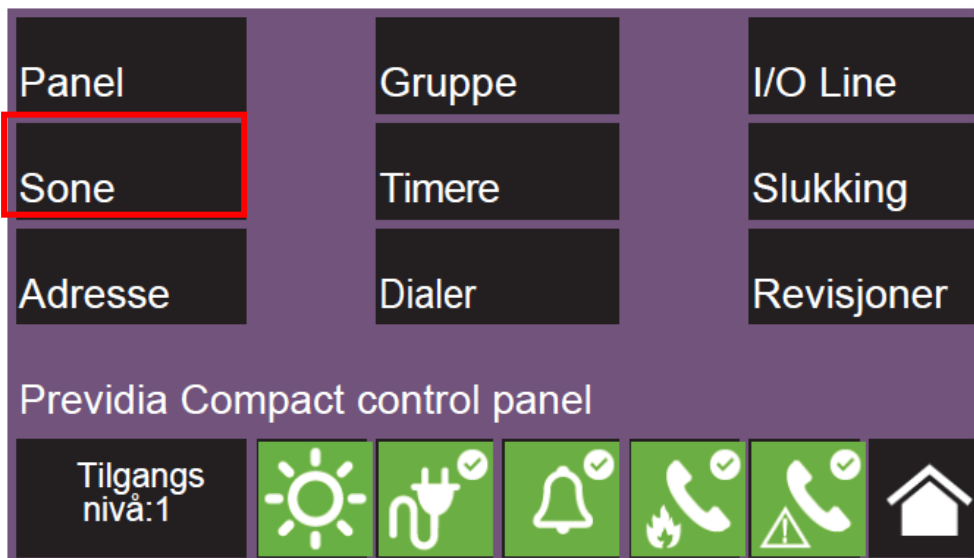 Panel
Gruppe
I/O Line
Sone
Timere
Slukking
Adresse
Dialer
Revisjoner
Previdia Compact control panel
Tilgangs
nivå:1